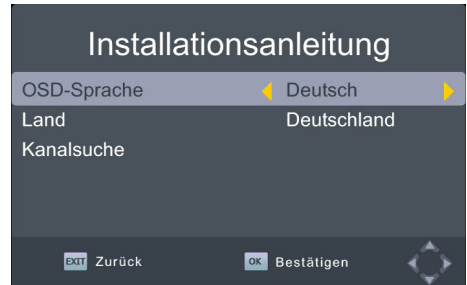 Installationsanleitung
OSD-Sprache Deutsch
Land Deutschland
Kanalsuche
EXIT Zurück OK Bestätigen